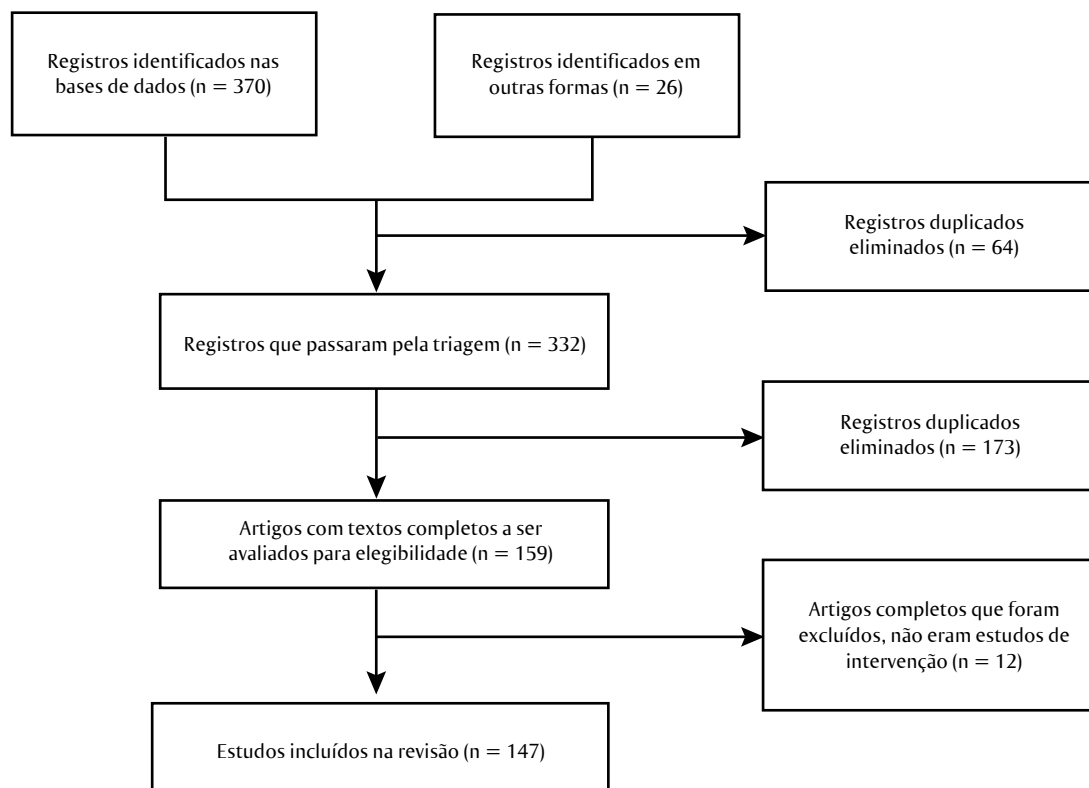 Registros identificados nas
bases de dados (n = 370)
Registros identificados em
outras formas (n = 26)
Registros duplicados
eliminados (n = 64)
Registros que passaram pela triagem (n = 332)
Registros duplicados
eliminados (n = 173)
Artigos com textos completos a ser
avaliados para elegibilidade (n = 159)
Artigos completos que foram
excluídos, não eram estudos de
intervenção (n = 12)
Estudos incluídos na revisão (n = 147)